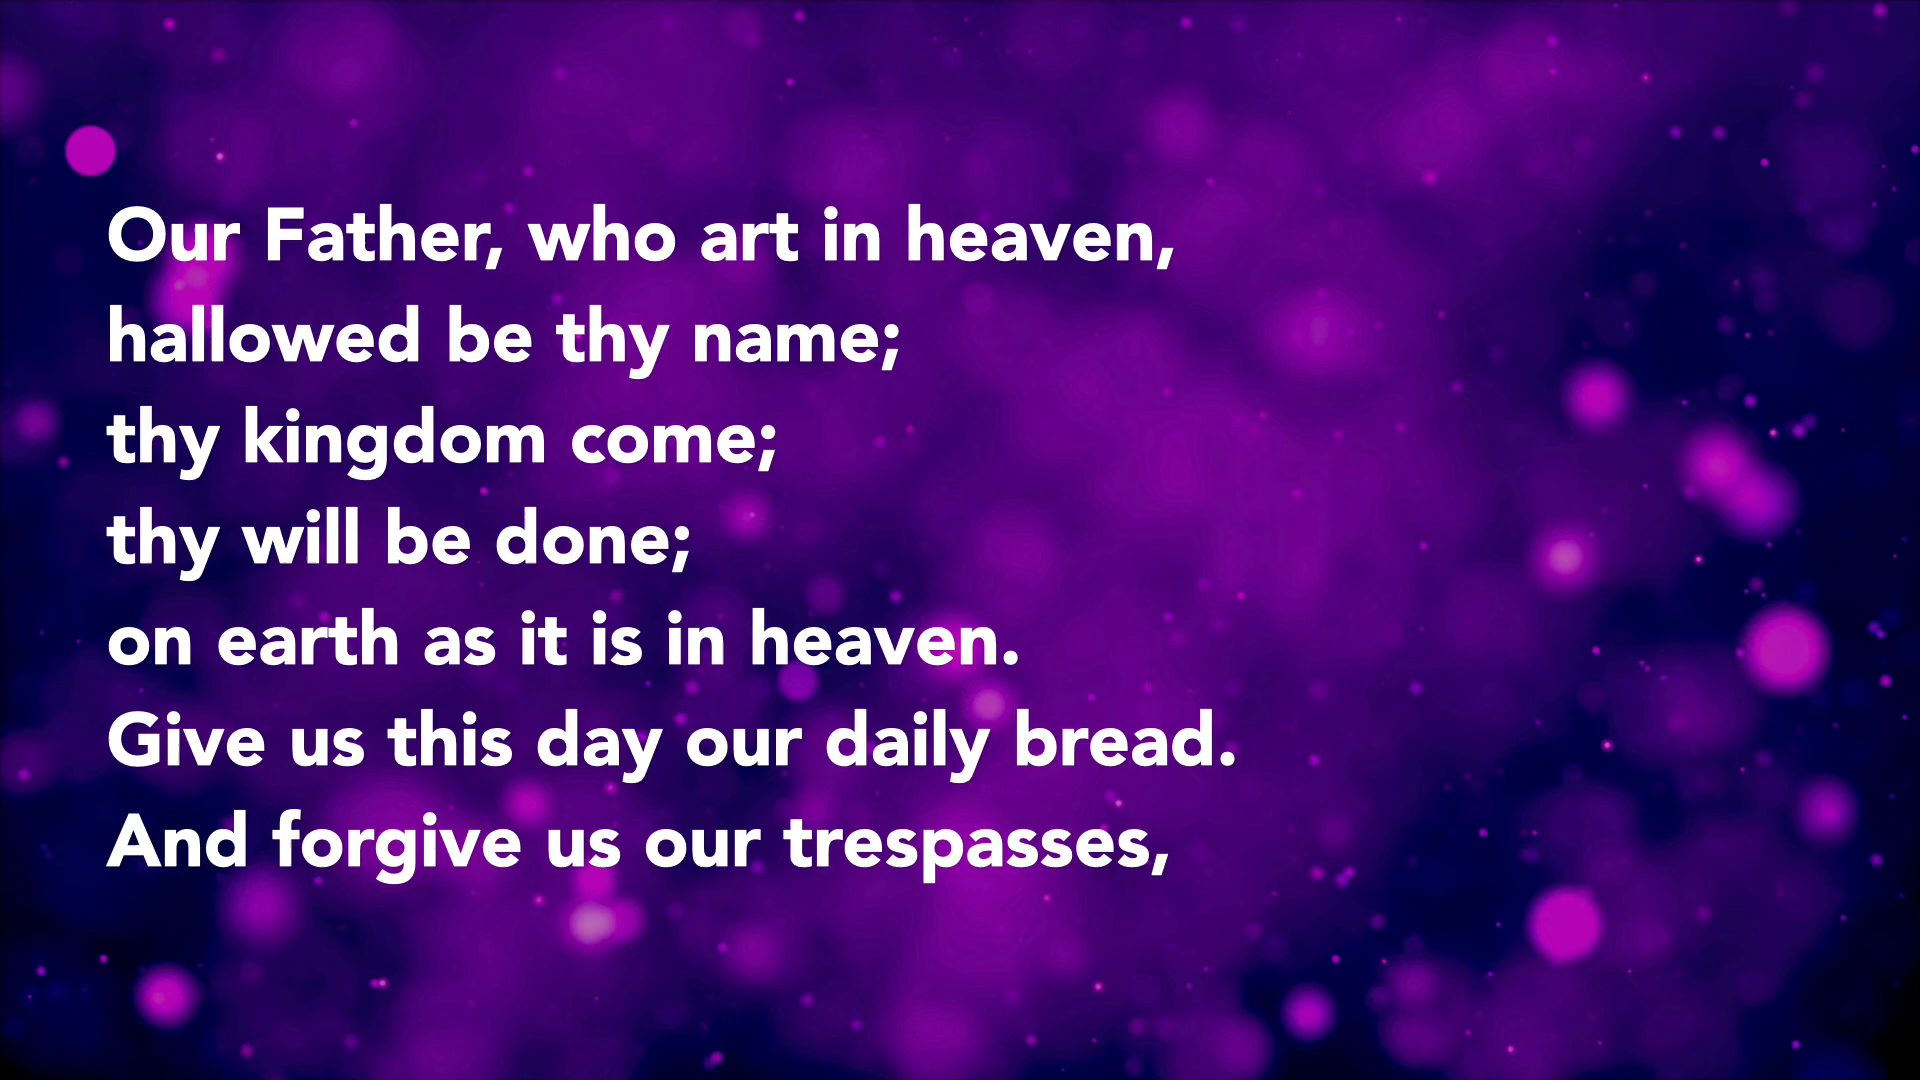 Our Father, who art in heaven,
hallowed be thy name;
thy kingdom come;
thy will be done;
on earth as it is in heaven.
Give us this day our daily bread.
And forgive us our trespasses,